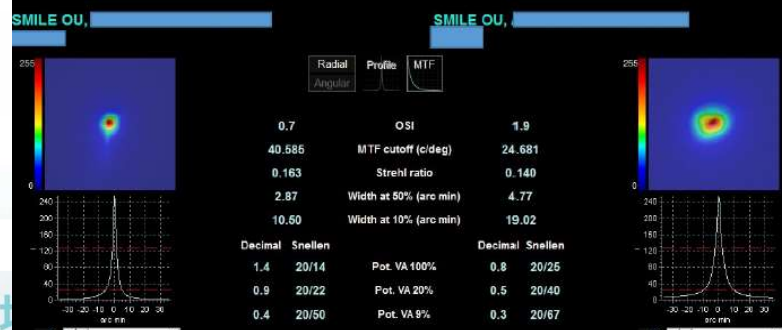 SMILE OU,
SMILE OU,
255
Radial Profile MTF
Angular
255
0.7 OSI 1.9
40.585 MTF cutoff (c/deg) 24.681
0
0.163 Strehl ratio 0.140
0
2.87 Width at 50% (arc min) 4.77
10.50 Width at 10% (arc min) 19.02
Decimal Snellen Decimal Snellen
1.4 20/14 Pot. VA 100% 0.8 20/25
0.9 20/22 Pot. VA 20% 0.5 20/40
0.4 20/50 Pot. VA 9% 0.3 20/67
240
200
160
120
80
40
0
-30 -20 -10 0 10 20 30
arc min
240
200
160
120
80
40
0
-30 -20 -10 0 10 20 30
arc min